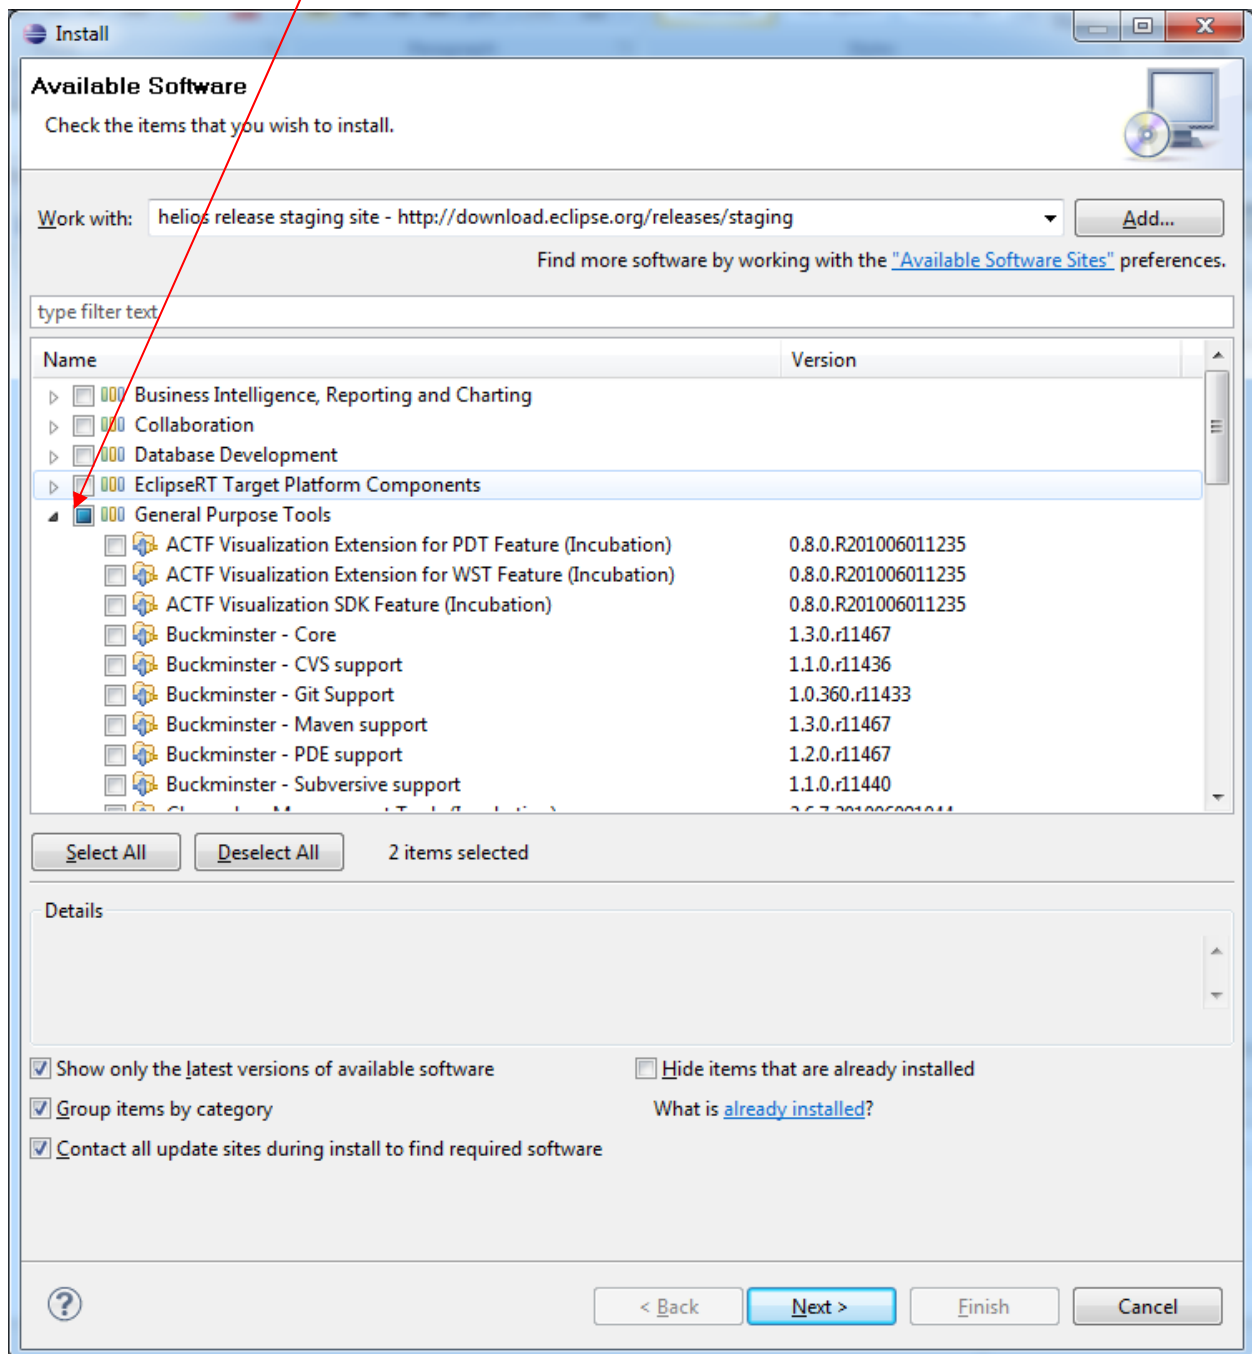 Install
Available Software
Check the items that you wish to install.
Work with: helios release staging site - http://download.eclipse.org/releases/staging Add...
Find more software by working with the "Available Software Sites" preferences.
type filter text
Name Version
Business Intelligence, Reporting and Charting
Collaboration
Database Development
EclipseRT Target Platform Components
General Purpose Tools
ACTF Visualization Extension for PDT Feature (Incubation) 0.8.0.R201006011235
ACTF Visualization Extension for WST Feature (Incubation) 0.8.0.R201006011235
ACTF Visualization SDK Feature (Incubation) 0.8.0.R201006011235
Buckminster - Core 1.3.0.r11467
Buckminster - CVS support 1.1.0.r11436
Buckminster - Git Support 1.0.360.r11433
Buckminster - Maven support 1.3.0.r11467
Buckminster - PDE support 1.2.0.r11467
Buckminster - Subversive support 1.1.0.r11440
Select All Deselect All 2 items selected
Details
Show only the latest versions of available software Hide items that are already installed
Group items by category What is already installed?
Contact all update sites during install to find required software
< Back Next > Finish Cancel